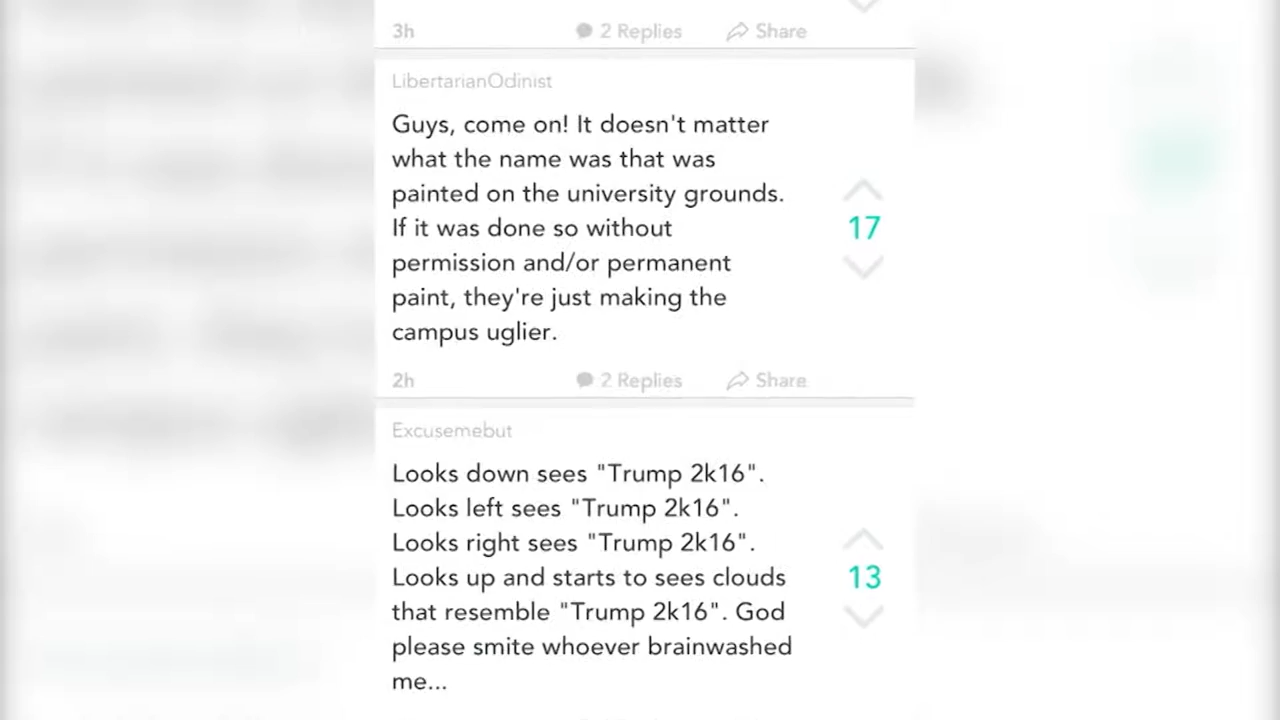 3h 2 Replies Share
LibertarianOdinist
Guys, come on! It doesn't matter
what the name was that was
painted on the university grounds.
If it was done so without
permission and/or permanent
paint, they're just making the
campus uglier.
17
2h 2 Replies Share
Excusemebut
Looks down sees "Trump 2k16".
Looks left sees "Trump 2k16".
Looks right sees "Trump 2k16".
Looks up and starts to sees clouds
that resemble "Trump 2k16". God
please smite whoever brainwashed
me...
13